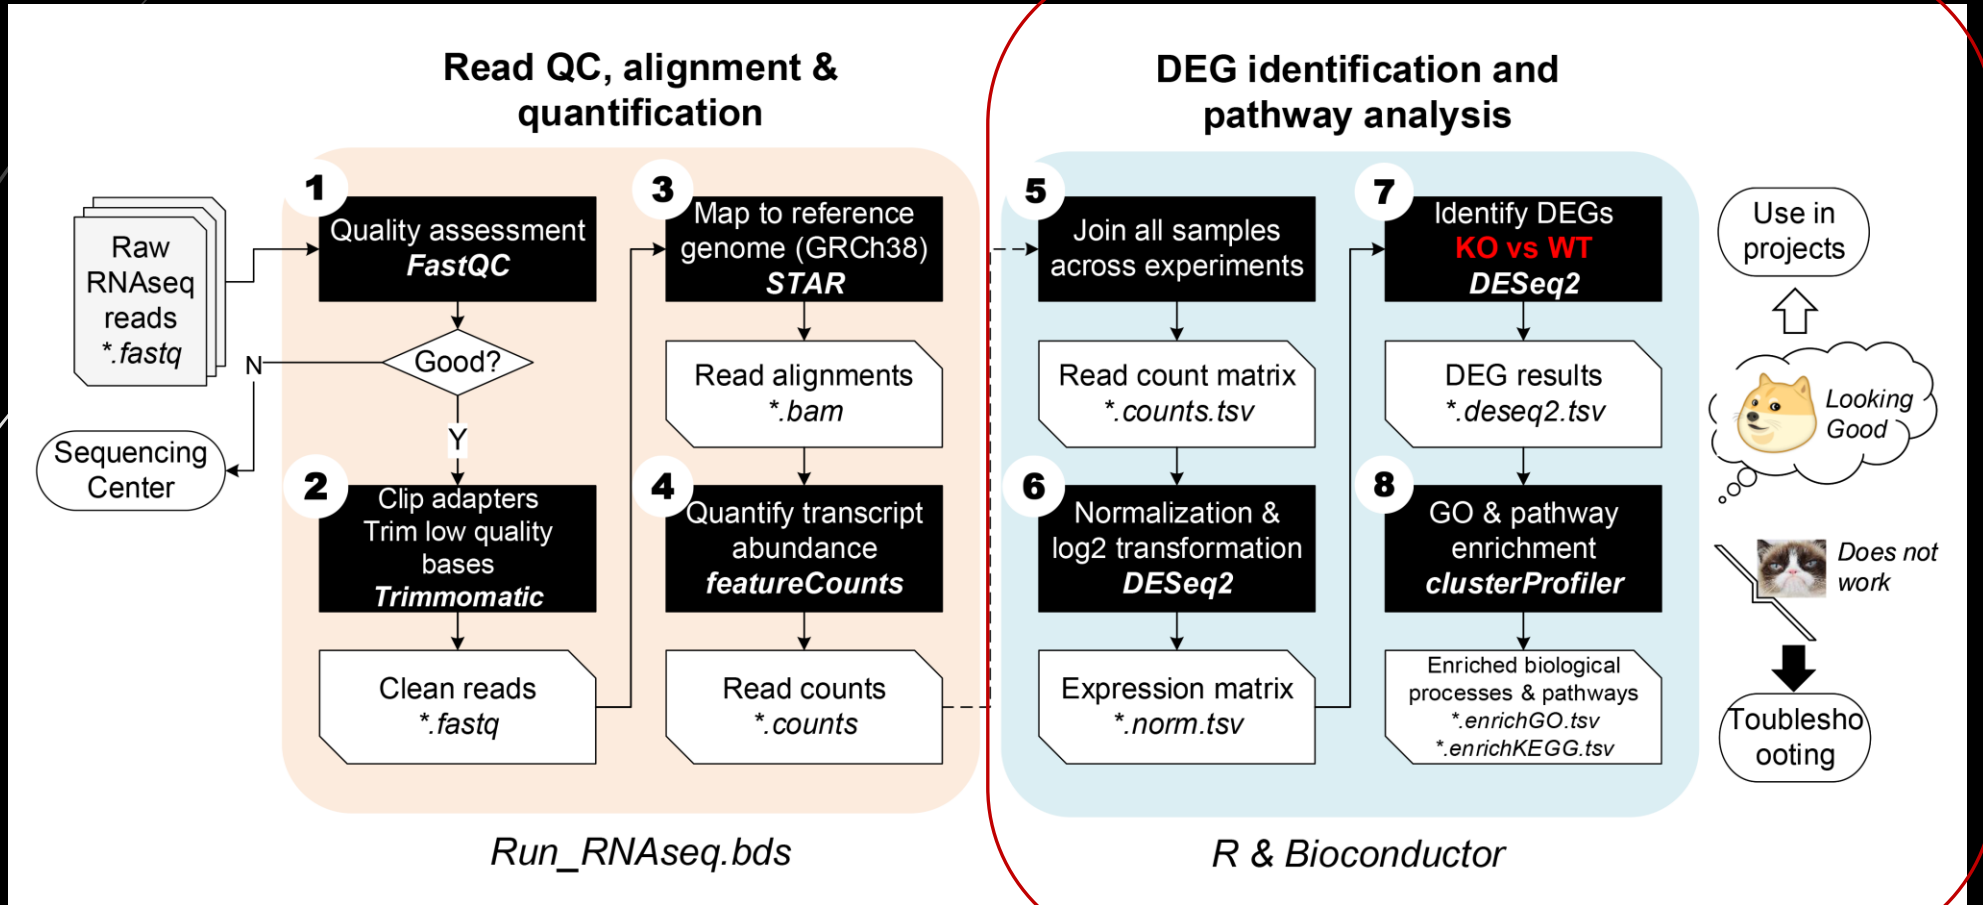 Read QC, alignment &
quantification
DEG identification and
pathway analysis
Raw
RNAseq
reads
*.fastq
1
Quality assessment
FastQC
Good?
N
Y
Sequencing
Center
2
Clip adapters
Trim low quality
bases
Trimmomatic
Clean reads
*.fastq
3
Map to reference
genome (GRCh38)
STAR
Read alignments
*.bam
4
Quantify transcript
abundance
featureCounts
Read counts
*.counts
5
Join all samples
across experiments
Read count matrix
*.counts.tsv
6
Normalization &
log2 transformation
DESeq2
Expression matrix
*.norm.tsv
7
Identify DEGs
KO vs WT
DESeq2
DEG results
*.deseq2.tsv
8
GO & pathway
enrichment
clusterProfiler
Enriched biological
processes & pathways
*.enrichGO.tsv
*.enrichKEGG.tsv
Use in
projects
Looking
Good
Does not
work
Toublesho
ooting
Run_RNAseq.bds
R & Bioconductor